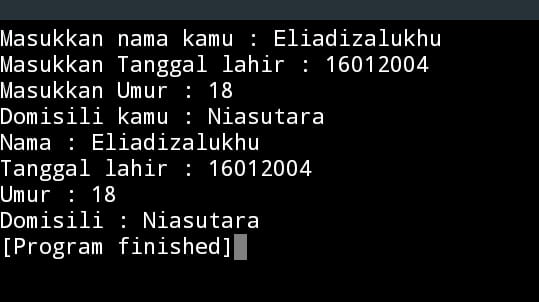 Masukkan nama kamu : Eliadizalukhu
Masukkan Tanggal lahir : 16012004
Masukkan Umur : 18
Domisili kamu : Niasutara
Nama : Eliadizalukhu
Tanggal lahir : 16012004
Umur : 18
Domisili : Niasutara
[Program finished]